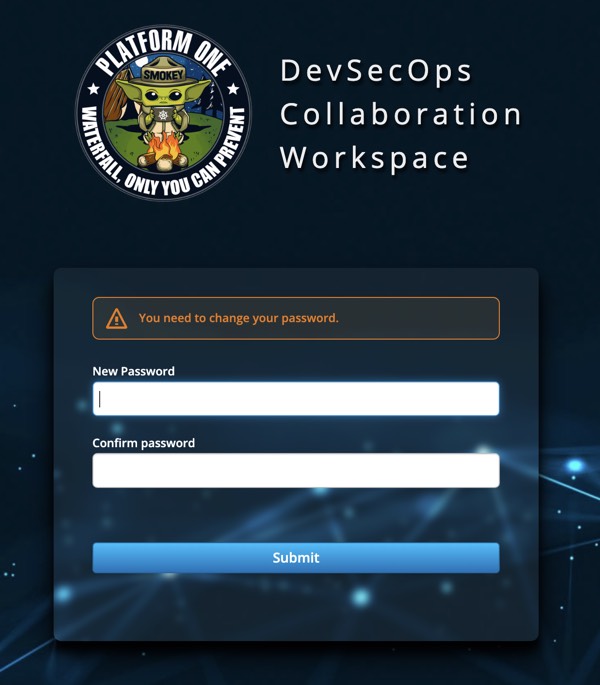 PLATFORM ONE
SMOKEY
WATERFALL, ONLY YOU CAN PREVENT
DevSecOps
Collaboration
Workspace
You need to change your password.
New Password
Confirm password
Submit